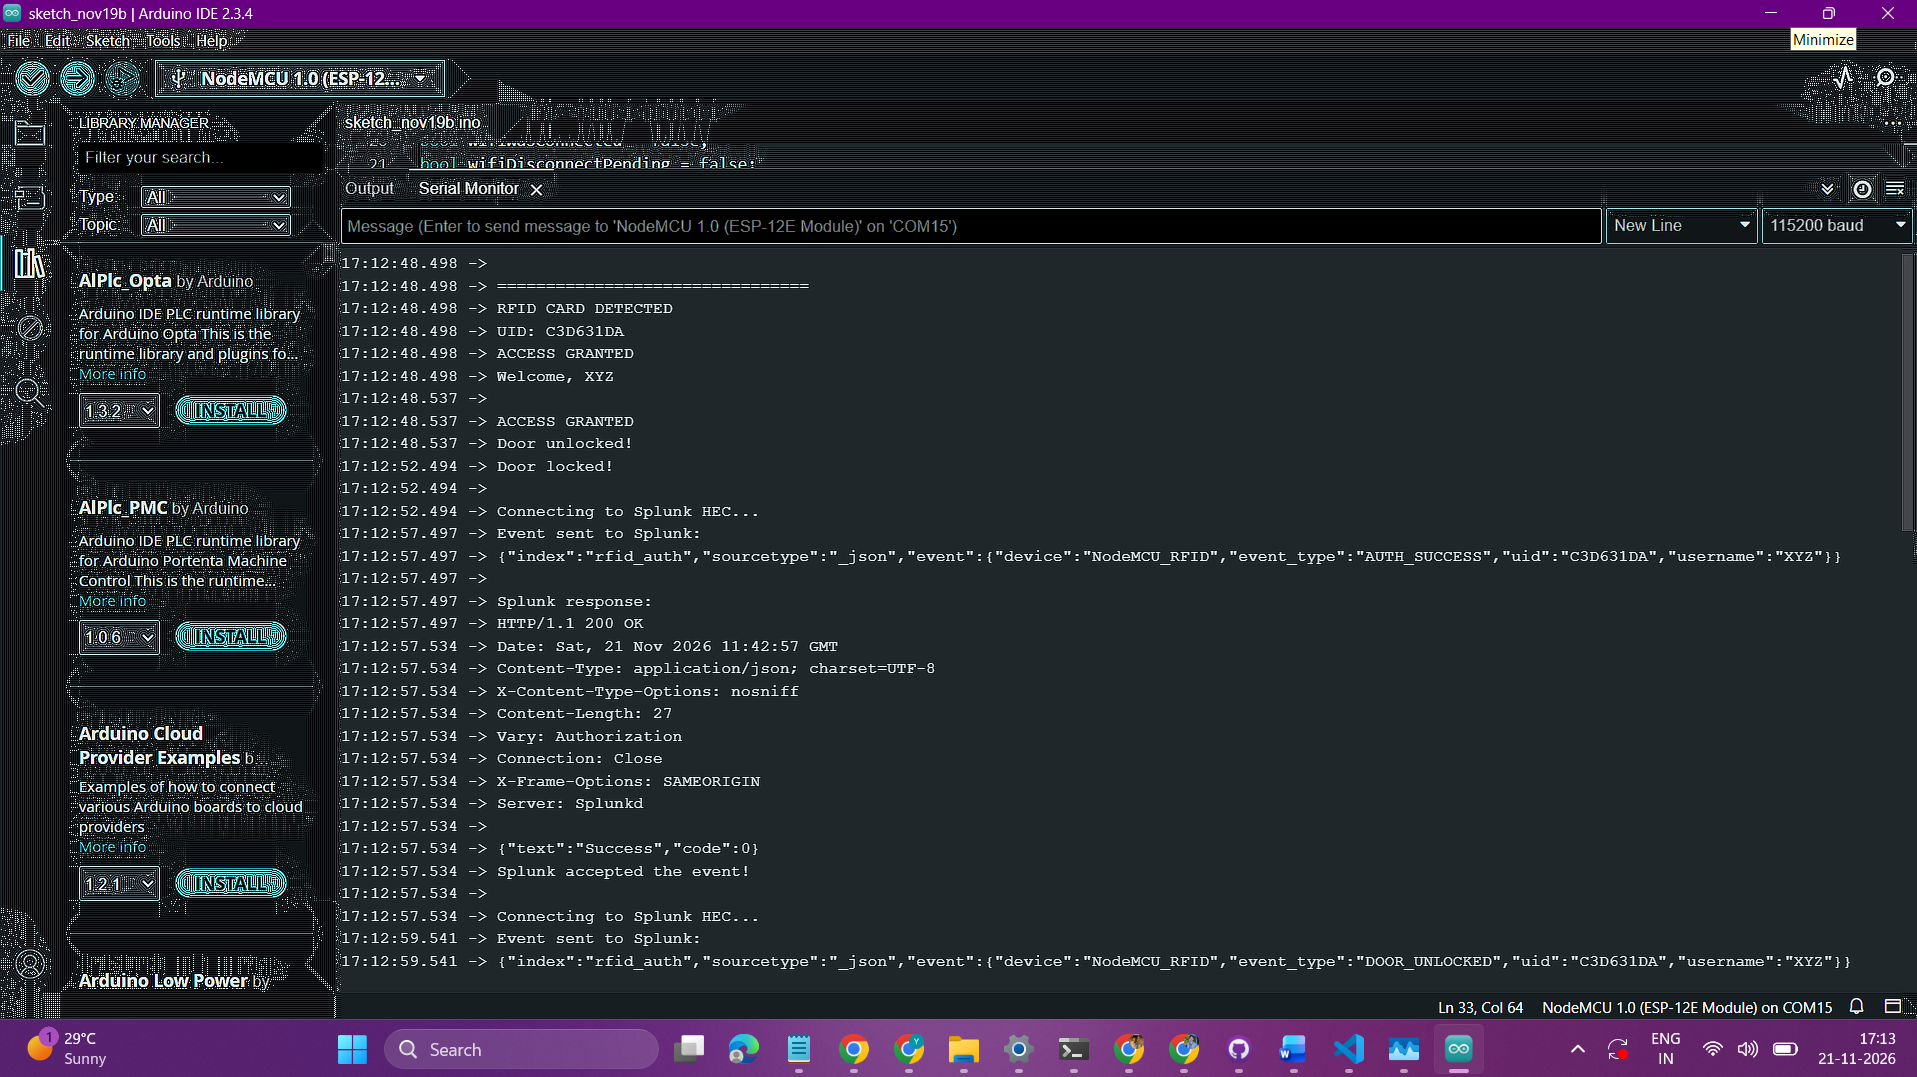 sketch_nov19b | Arduino IDE 2.3.4
File Edit Sketch Tools Help
Minimize
NodeMCU 1.0 (ESP-12...
LIBRARY MANAGER
Filter your search...
Type: All
Topic: All
AlPlc_Opta by Arduino
Arduino IDE PLC runtime library
for Arduino Opta This is the
runtime library and plugins fo...
More info
1.3.2 INSTALL
AlPlc_PMC by Arduino
Arduino IDE PLC runtime library
for Arduino Portenta Machine
Control This is the runtime...
More info
1.0.6 INSTALL
Arduino Cloud
Provider Examples b...
Examples of how to connect
various Arduino boards to cloud
providers
More info
1.2.1 INSTALL
Arduino Low Power by
sketch_nov19b.ino
20 bool wifiWasConnected = false;
21 bool wifiDisconnectPending = false;
Output Serial Monitor
Message (Enter to send message to 'NodeMCU 1.0 (ESP-12E Module)' on 'COM15')
New Line 115200 baud
17:12:48.498 ->
17:12:48.498 -> ================================
17:12:48.498 -> RFID CARD DETECTED
17:12:48.498 -> UID: C3D631DA
17:12:48.498 -> ACCESS GRANTED
17:12:48.498 -> Welcome, XYZ
17:12:48.537 ->
17:12:48.537 -> ACCESS GRANTED
17:12:48.537 -> Door unlocked!
17:12:52.494 -> Door locked!
17:12:52.494 ->
17:12:52.494 -> Connecting to Splunk HEC...
17:12:57.497 -> Event sent to Splunk:
17:12:57.497 -> {"index":"rfid_auth","sourcetype":"_json","event":{"device":"NodeMCU_RFID","event_type":"AUTH_SUCCESS","uid":"C3D631DA","username":"XYZ"}}
17:12:57.497 ->
17:12:57.497 -> Splunk response:
17:12:57.497 -> HTTP/1.1 200 OK
17:12:57.534 -> Date: Sat, 21 Nov 2026 11:42:57 GMT
17:12:57.534 -> Content-Type: application/json; charset=UTF-8
17:12:57.534 -> X-Content-Type-Options: nosniff
17:12:57.534 -> Content-Length: 27
17:12:57.534 -> Vary: Authorization
17:12:57.534 -> Connection: Close
17:12:57.534 -> X-Frame-Options: SAMEORIGIN
17:12:57.534 -> Server: Splunkd
17:12:57.534 ->
17:12:57.534 -> {"text":"Success","code":0}
17:12:57.534 -> Splunk accepted the event!
17:12:57.534 ->
17:12:57.534 -> Connecting to Splunk HEC...
17:12:59.541 -> Event sent to Splunk:
17:12:59.541 -> {"index":"rfid_auth","sourcetype":"_json","event":{"device":"NodeMCU_RFID","event_type":"DOOR_UNLOCKED","uid":"C3D631DA","username":"XYZ"}}
Ln 33, Col 64 NodeMCU 1.0 (ESP-12E Module) on COM15
1
29°C
Sunny
Search
ENG
IN
17:13
21-11-2026